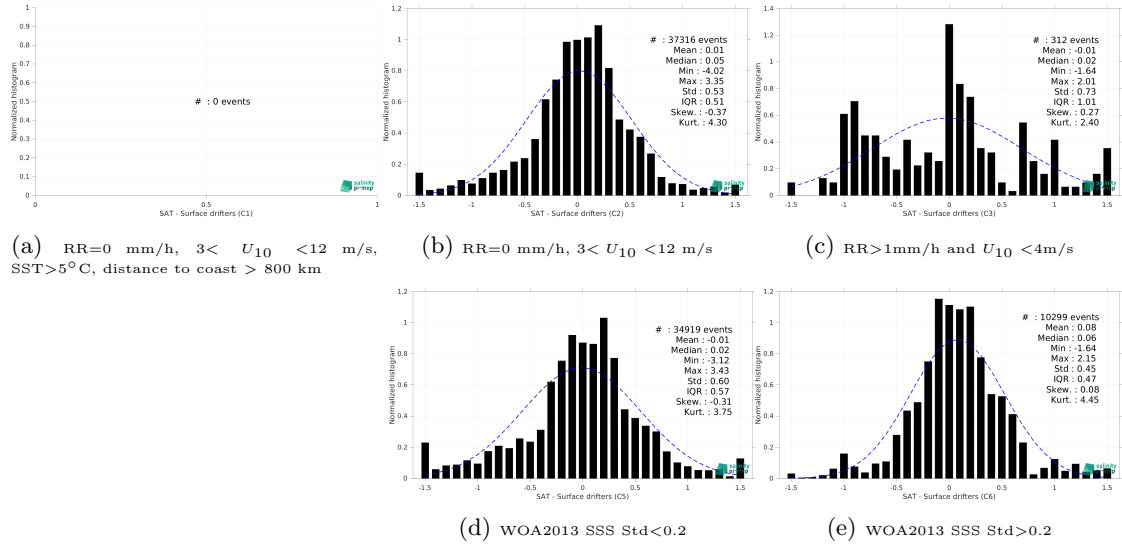 1
0.9
0.8
0.7
0.6
0.5
0.4
0.3
0.2
0.1
0
Normalized histogram
# : 0 events
salinity
pi-mep
0
0.5
1
SAT - Surface drifters (C1)
(a) RR=0 mm/h, 3< U10 <12 m/s,
SST>5°C, distance to coast > 800 km
1.2
1
0.8
0.6
0.4
0.2
0
Normalized histogram
# : 37316 events
Mean : 0.01
Median : 0.05
Min : -4.02
Max : 3.35
Std : 0.53
IQR : 0.51
Skew. : -0.37
Kurt. : 4.30
-1.5
-1
-0.5
0
0.5
1
1.5
SAT - Surface drifters (C2)
(b) RR=0 mm/h, 3< U10 <12 m/s
1.4
1.2
1
0.8
0.6
0.4
0.2
0
Normalized histogram
# : 312 events
Mean : -0.01
Median : 0.02
Min : -1.64
Max : 2.01
Std : 0.73
IQR : 1.01
Skew. : 0.27
Kurt. : 2.40
-1.5
-1
-0.5
0
0.5
1
1.5
SAT - Surface drifters (C3)
(c) RR>1mm/h and U10 <4m/s
1.2
1
0.8
0.6
0.4
0.2
0
Normalized histogram
# : 34919 events
Mean : -0.01
Median : 0.02
Min : -3.12
Max : 3.43
Std : 0.60
IQR : 0.57
Skew. : -0.31
Kurt. : 3.75
-1.5
-1
-0.5
0
0.5
1
1.5
SAT - Surface drifters (C5)
(d) WOA2013 SSS Std<0.2
1.2
1
0.8
0.6
0.4
0.2
0
Normalized histogram
# : 10299 events
Mean : 0.08
Median : 0.06
Min : -1.64
Max : 2.15
Std : 0.45
IQR : 0.47
Skew. : 0.08
Kurt. : 4.45
-1.5
-1
-0.5
0
0.5
1
1.5
SAT - Surface drifters (C6)
(e) WOA2013 SSS Std>0.2